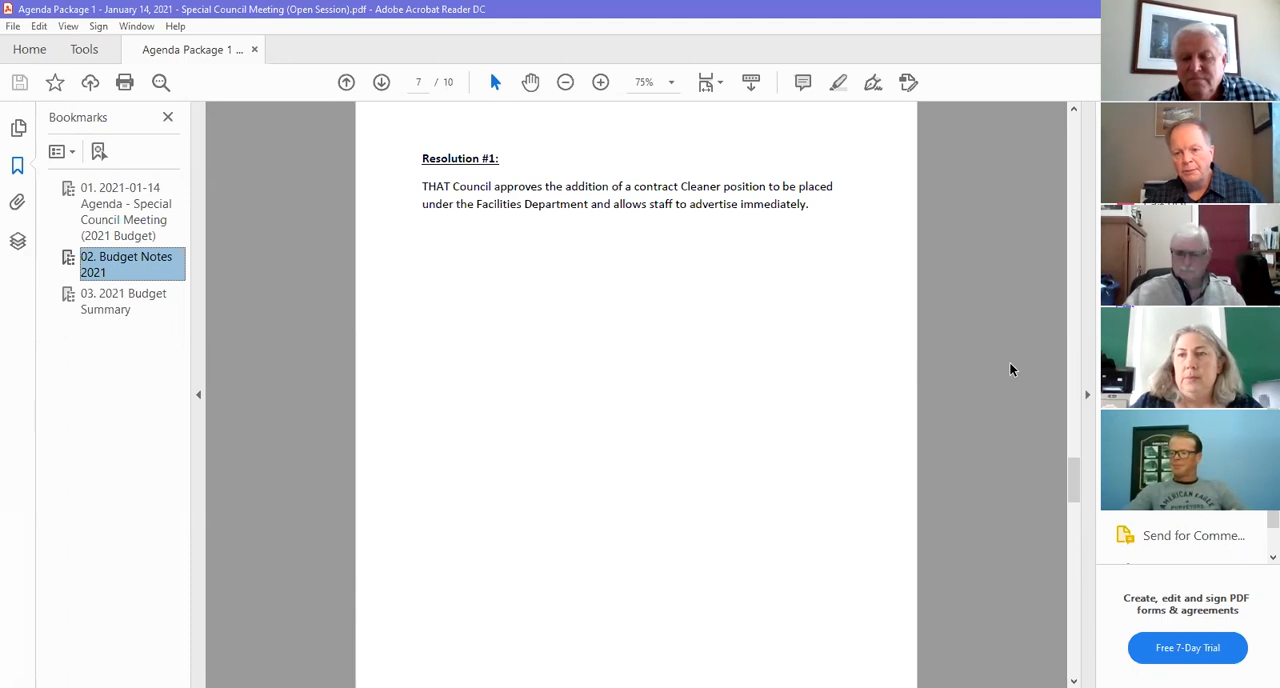 Agenda Package 1 - January 14, 2021 - Special Council Meeting (Open Session).pdf - Adobe Acrobat Reader DC
File Edit View Sign Window Help
Home Tools Agenda Package 1 ... ×
7 / 10 75%
Bookmarks
01. 2021-01-14
Agenda - Special
Council Meeting
(2021 Budget)
02. Budget Notes
2021
03. 2021 Budget
Summary
Resolution #1:
THAT Council approves the addition of a contract Cleaner position to be placed
under the Facilities Department and allows staff to advertise immediately.
AMERICAN EAGLE
Send for Comme...
Create, edit and sign PDF
forms & agreements
Free 7-Day Trial